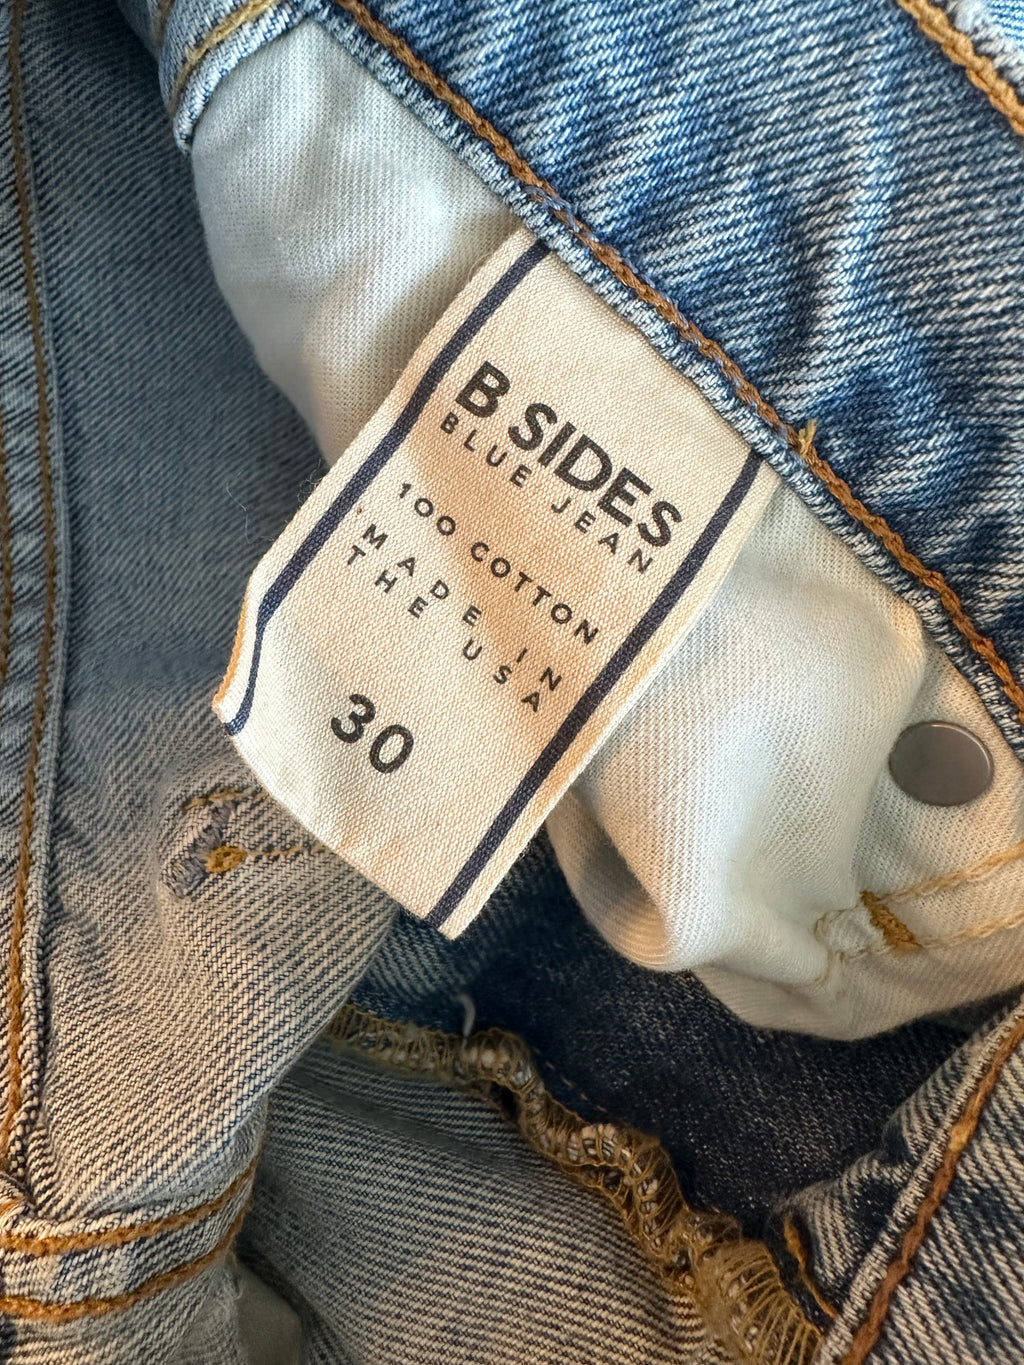 B SIDES
BLUE JEAN
100 COTTON
MADE IN
THE USA
30